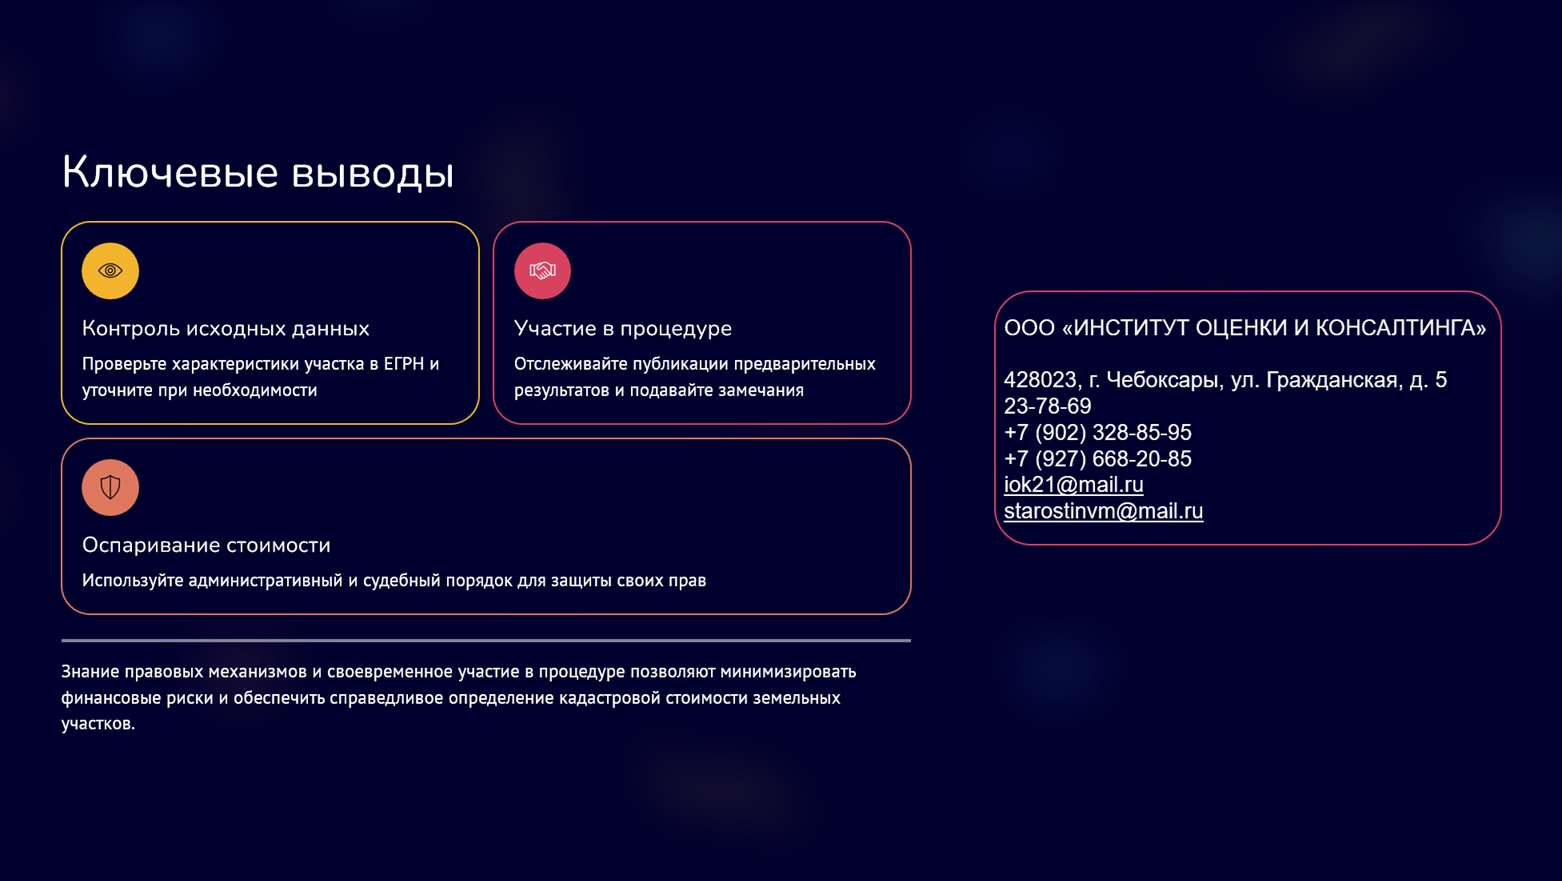 Ключевые выводы
Контроль исходных данных
Проверьте характеристики участка в ЕГРН и
уточните при необходимости
Участие в процедуре
Отслеживайте публикации предварительных
результатов и подавайте замечания
Оспаривание стоимости
Используйте административный и судебный порядок для защиты своих прав
Знание правовых механизмов и своевременное участие в процедуре позволяют минимизировать
финансовые риски и обеспечить справедливое определение кадастровой стоимости земельных
участков.
ООО «ИНСТИТУТ ОЦЕНКИ И КОНСАЛТИНГА»
428023, г. Чебоксары, ул. Гражданская, д. 5
23-78-69
+7 (902) 328-85-95
+7 (927) 668-20-85
iok21@mail.ru
starostinvm@mail.ru